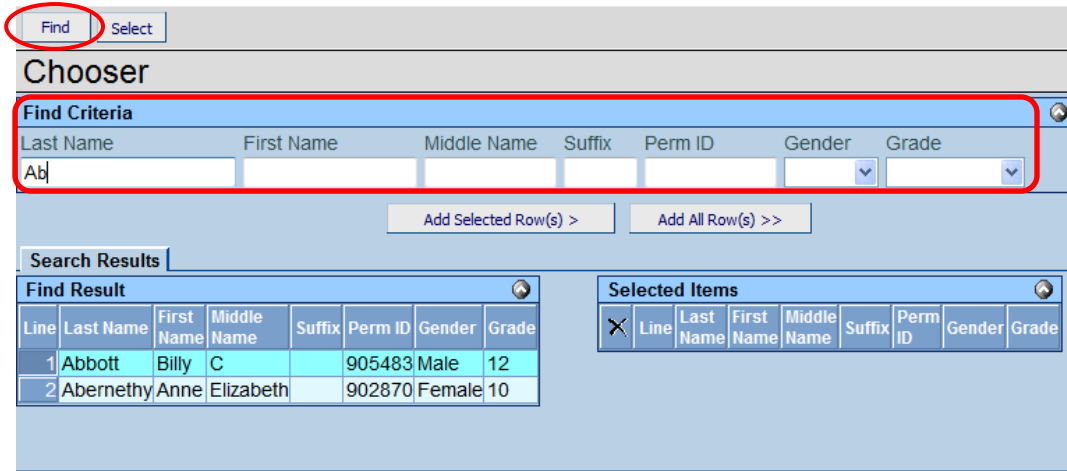 Find Select
Chooser
Find Criteria
Last Name First Name Middle Name Suffix Perm ID Gender Grade
Ab
Add Selected Row(s) > Add All Row(s) >>
Search Results
Find Result
Line Last Name First Name Middle Name Suffix Perm ID Gender Grade
1 Abbott Billy C 905483 Male 12
2 Abernethy Anne Elizabeth 902870 Female 10
Selected Items
X Line Last Name First Name Middle Name Suffix Perm ID Gender Grade